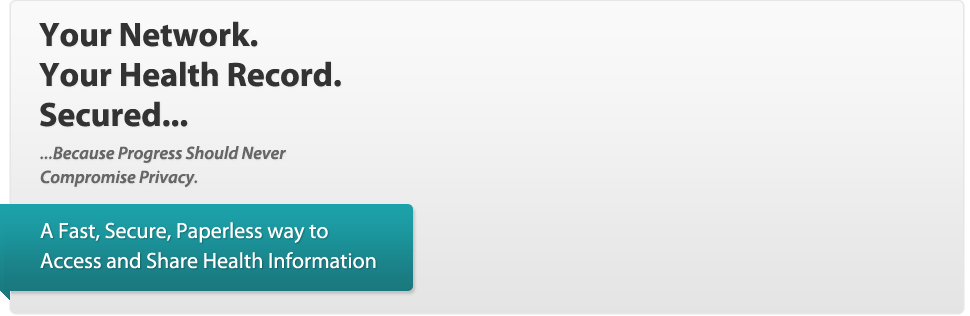 Your Network.
Your Health Record.
Secured...
...Because Progress Should Never
Compromise Privacy.
A Fast, Secure, Paperless way to
Access and Share Health Information